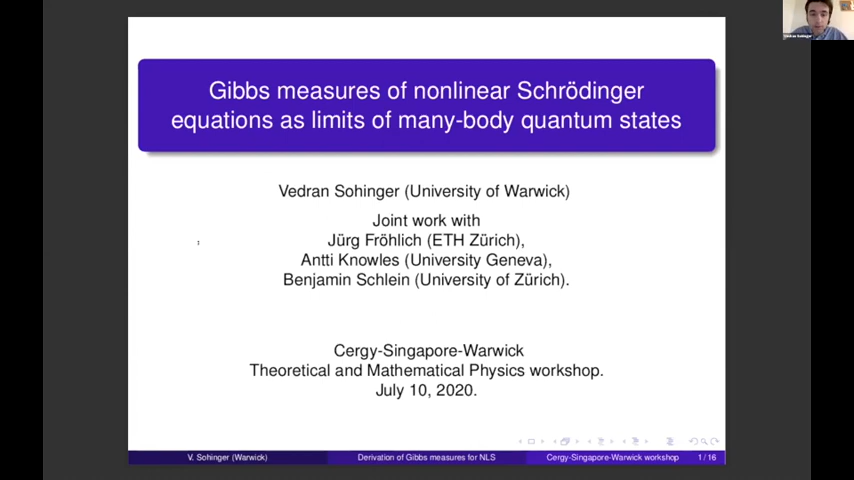 Gibbs measures of nonlinear Schrödinger
equations as limits of many-body quantum states
Vedran Sohinger (University of Warwick)
Joint work with
Jürg Fröhlich (ETH Zürich),
Antti Knowles (University Geneva),
Benjamin Schlein (University of Zürich).
Cergy-Singapore-Warwick
Theoretical and Mathematical Physics workshop.
July 10, 2020.
V. Sohinger (Warwick)
Derivation of Gibbs measures for NLS
Cergy-Singapore-Warwick workshop
1 / 16
Vedran Sohinger